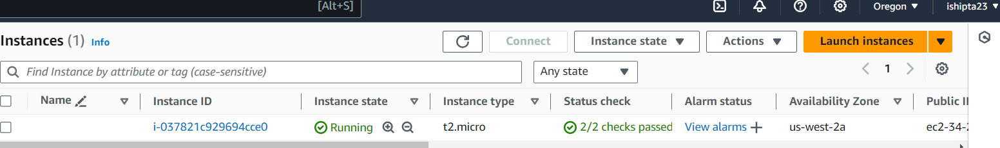 [Alt+S] Oregon ishipta23
Instances (1) Info Connect Instance state Actions Launch instances
Find Instance by attribute or tag (case-sensitive) Any state 1
Name Instance ID Instance state Instance type Status check Alarm status Availability Zone Public
i-037821c929694cce0 Running t2.micro 2/2 checks passed View alarms us-west-2a ec2-34-